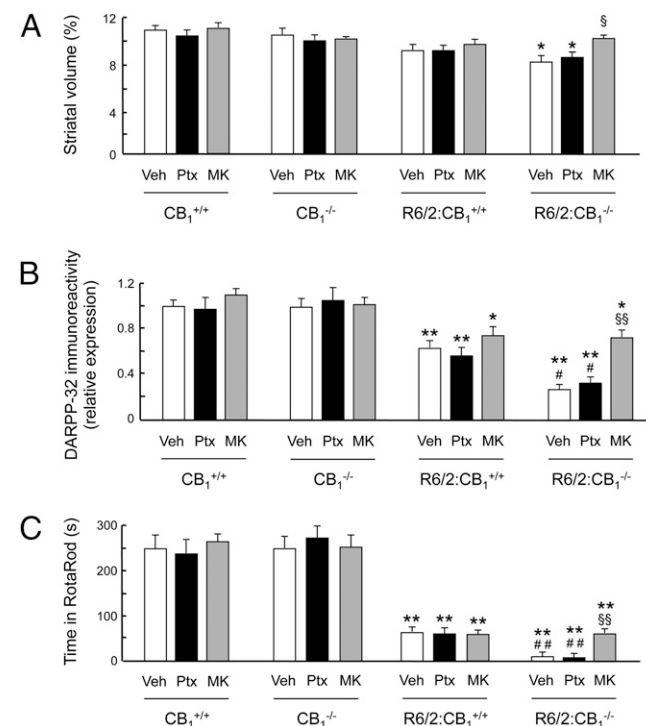 A
Striatal volume (%)
12
8
4
0
§
* *
Veh Ptx MK Veh Ptx MK Veh Ptx MK Veh Ptx MK
CB₁⁺/⁺ CB₁⁻/⁻ R6/2:CB₁⁺/⁺ R6/2:CB₁⁻/⁻
B
DARPP-32 immunoreactivity
(relative expression)
1.2
0.8
0.4
0
** ** *
*
§§
** **
# #
Veh Ptx MK Veh Ptx MK Veh Ptx MK Veh Ptx MK
CB₁⁺/⁺ CB₁⁻/⁻ R6/2:CB₁⁺/⁺ R6/2:CB₁⁻/⁻
C
Time in RotaRod (s)
300
200
100
0
** ** **
**
§§
** **
## ##
Veh Ptx MK Veh Ptx MK Veh Ptx MK Veh Ptx MK
CB₁⁺/⁺ CB₁⁻/⁻ R6/2:CB₁⁺/⁺ R6/2:CB₁⁻/⁻